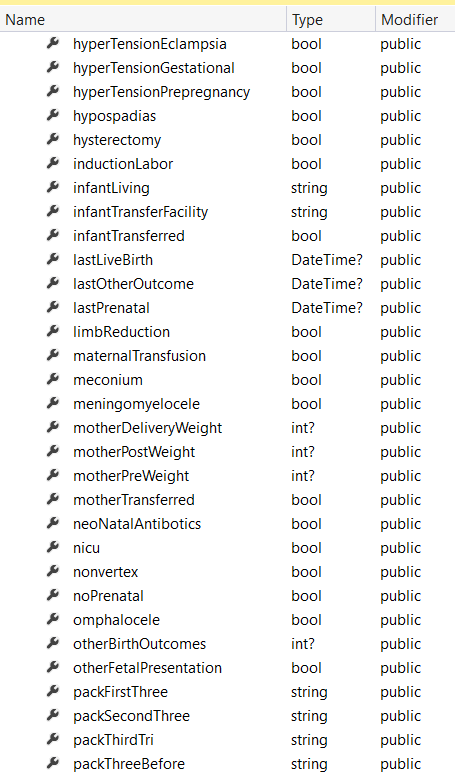 Name Type Modifier
hyperTensionEclampsia bool public
hyperTensionGestational bool public
hyperTensionPrepregnancy bool public
hypospadias bool public
hysterectomy bool public
inductionLabor bool public
infantLiving string public
infantTransferFacility string public
infantTransferred bool public
lastLiveBirth DateTime? public
lastOtherOutcome DateTime? public
lastPrenatal DateTime? public
limbReduction bool public
maternalTransfusion bool public
meconium bool public
meningomyelocele bool public
motherDeliveryWeight int? public
motherPostWeight int? public
motherPreWeight int? public
motherTransferred bool public
neoNatalAntibotics bool public
nicu bool public
nonvertex bool public
noPrenatal bool public
omphalocele bool public
otherBirthOutcomes int? public
otherFetalPresentation bool public
packFirstThree string public
packSecondThree string public
packThirdTri string public
packThreeBefore string public